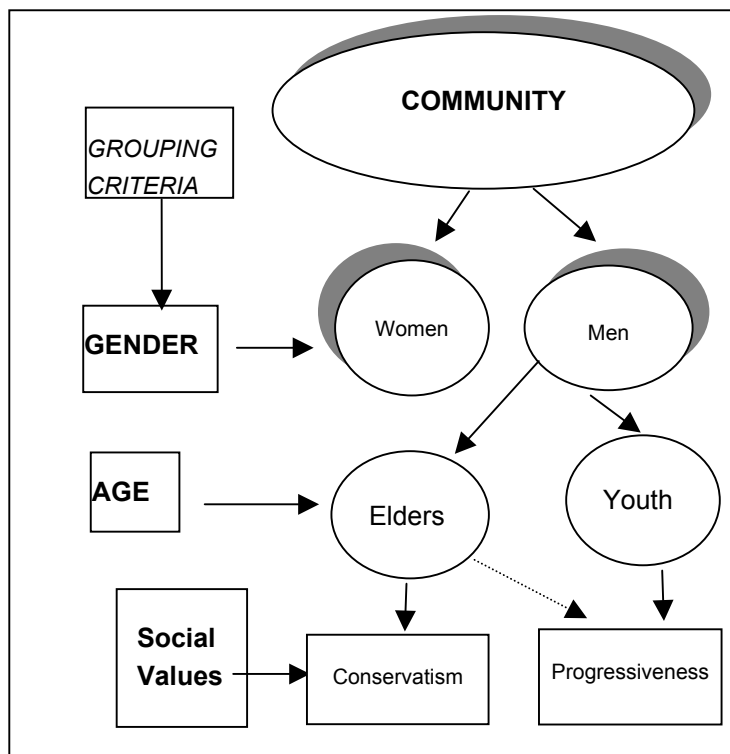 COMMUNITY
GROUPING
CRITERIA
GENDER
Women
Men
AGE
Elders
Youth
Social
Values
Conservatism
Progressiveness